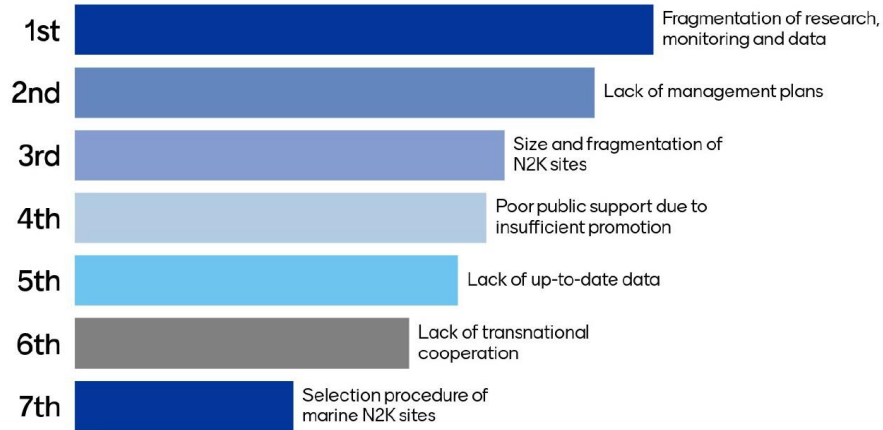 1st
Fragmentation of research,
monitoring and data
2nd
Lack of management plans
3rd
Size and fragmentation of
N2K sites
4th
Poor public support due to
insufficient promotion
5th
Lack of up-to-date data
6th
Lack of transnational
cooperation
7th
Selection procedure of
marine N2K sites